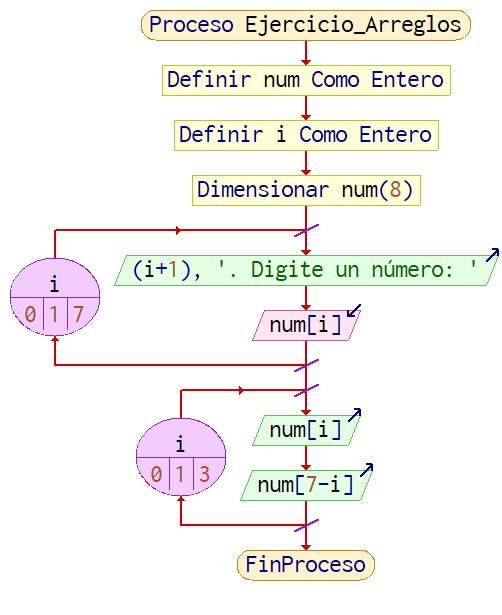 Proceso Ejercicio_Arreglos
Definir num Como Entero
Definir i Como Entero
Dimensionar num(8)
(i+1), '. Digite un número: '
i
0 1 7
num[i]
num[i]
i
0 1 3
num[7-i]
FinProceso